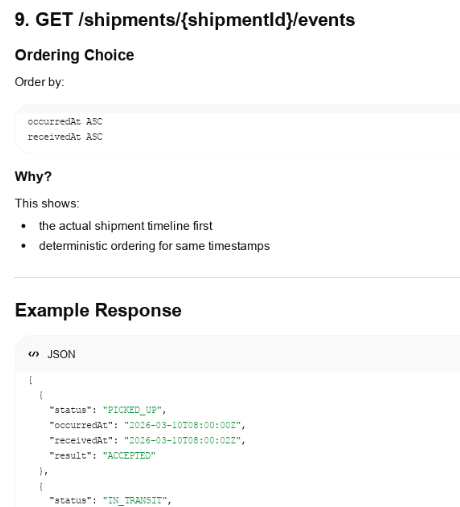 9. GET /shipments/{shipmentId}/events
Ordering Choice
Order by:
occurredAt ASC
receivedAt ASC
Why?
This shows:
• the actual shipment timeline first
• deterministic ordering for same timestamps
Example Response
</> JSON
[
  {
    "status": "PICKED_UP",
    "occurredAt": "2026-03-10T08:00:00Z",
    "receivedAt": "2026-03-10T08:00:02Z",
    "result": "ACCEPTED"
  },
  {
    "status": "IN_TRANSIT",